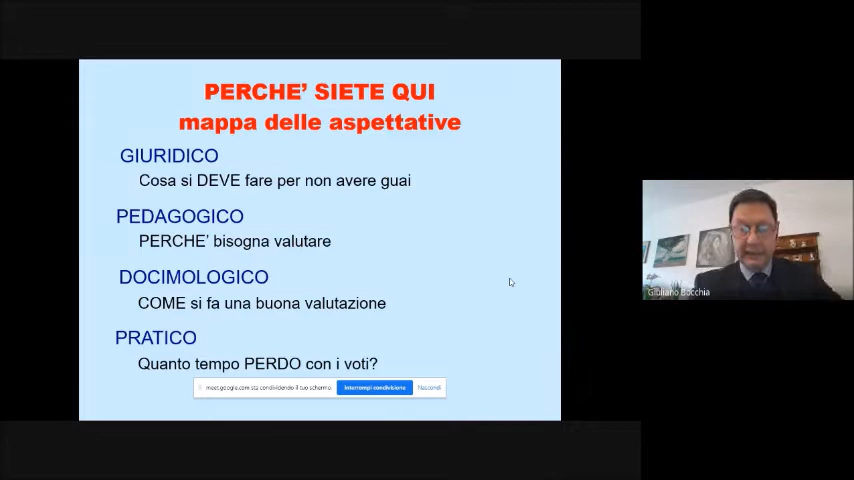 PERCHE' SIETE QUI
mappa delle aspettative
GIURIDICO
Cosa si DEVE fare per non avere guai
PEDAGOGICO
PERCHE' bisogna valutare
DOCIMOLOGICO
COME si fa una buona valutazione
PRATICO
Quanto tempo PERDO con i voti?
meet.google.com sta condividendo il tuo schermo. Interrompi condivisione Nascondi
Giuliano Bocchia